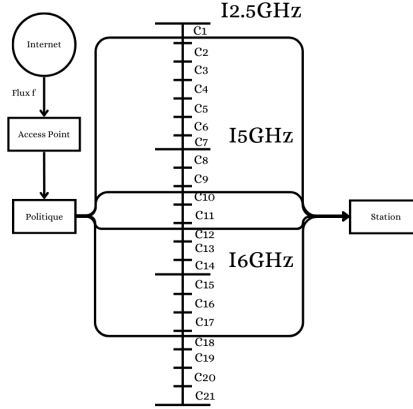 I2.5GHz
C1
Internet
C2
C3
C4
Flux f
C5
C6
Access Point
I5GHz
C7
C8
C9
C10
Politique
C11
Station
C12
C13
I6GHz
C14
C15
C16
C17
C18
C19
C20
C21